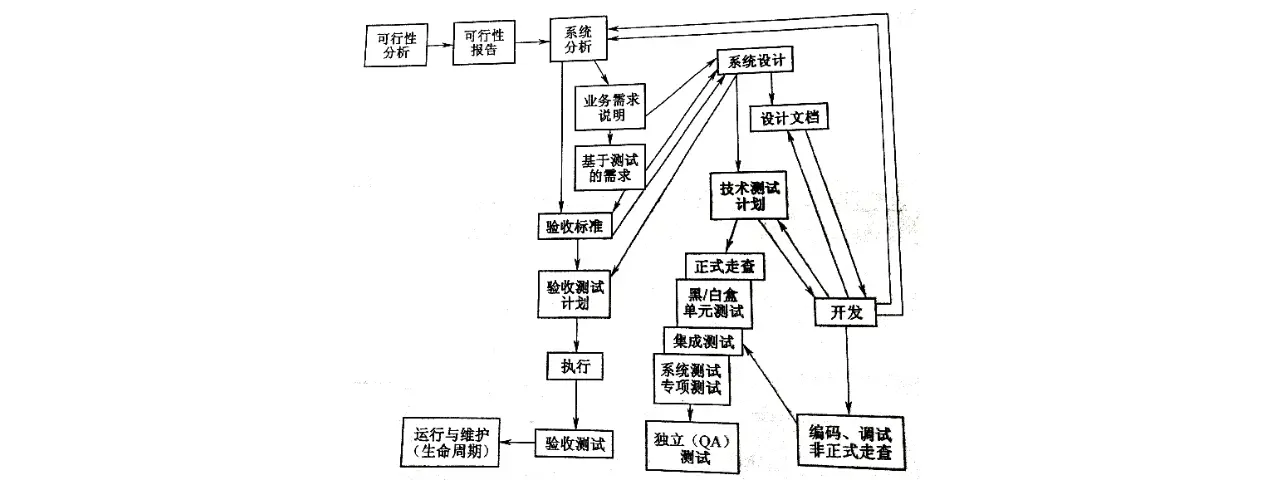 可行性
分析
可行性
报告
系统
分析
系统设计
业务需求
说明
设计文档
基于测试
的需求
技术测试
计划
验收标准
正式走查
验收测试
计划
黑/白盒
单元测试
开发
集成测试
执行
系统测试
专项测试
运行与维护
(生命周期)
验收测试
独立(QA)
测试
编码、调试
非正式走查